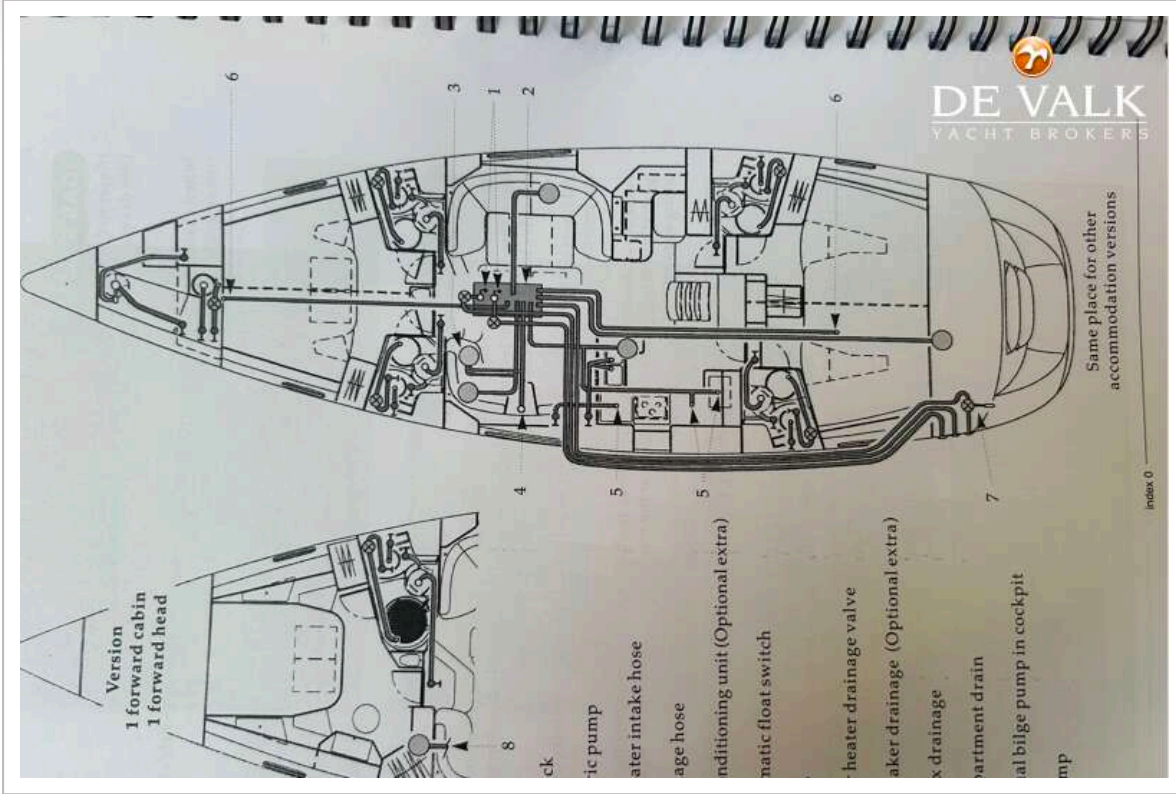 DE VALK
YACHT BROKERS
6
3
1
2
6
4
5
5
7
8
Same place for other
accommodation versions
index 0
Version
1 forward cabin
1 forward head
ck
ric pump
ater intake hose
age hose
nditioning unit (Optional extra)
matic float switch
r heater drainage valve
aker drainage (Optional extra)
x drainage
partment drain
al bilge pump in cockpit
mp